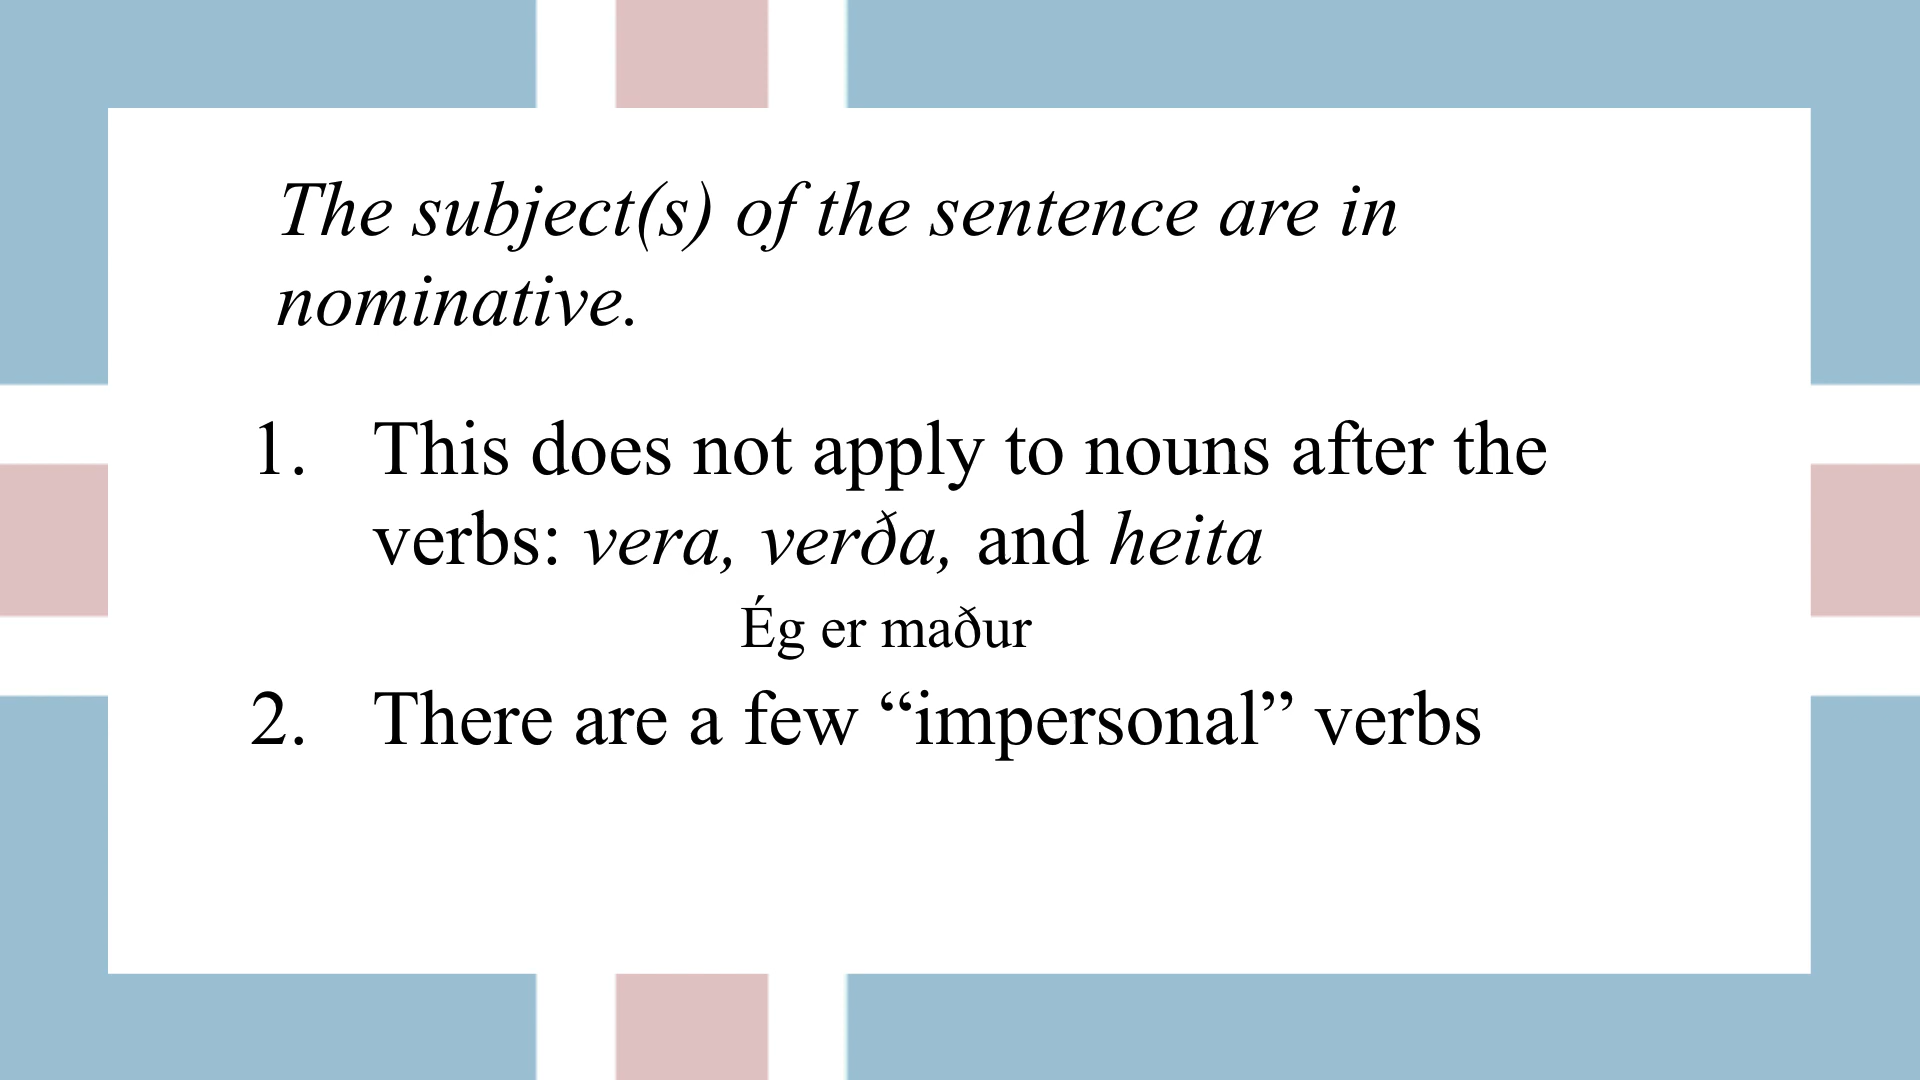 The subject(s) of the sentence are in
nominative.
1. This does not apply to nouns after the
verbs: vera, verða, and heita
Ég er maður
2. There are a few “impersonal” verbs